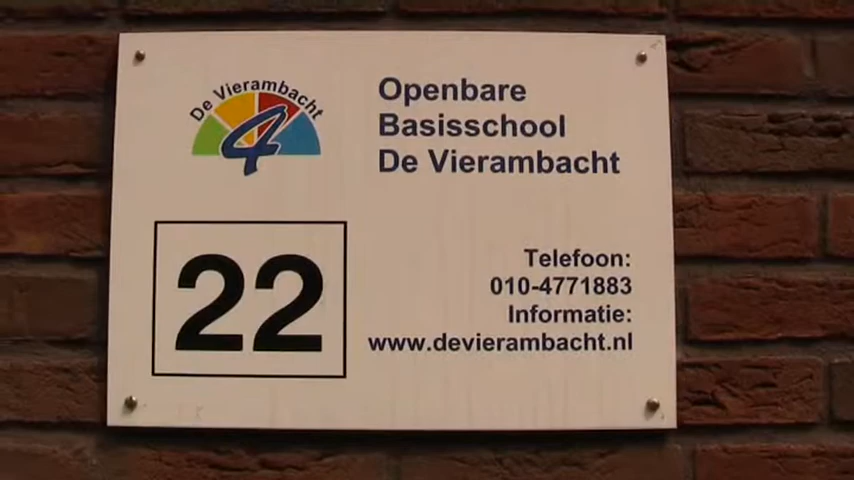 De Vierambacht
4
Openbare
BasisschooL
De Vierambacht
22
Telefoon:
010-4771883
Informatie:
www.devierambacht.nl